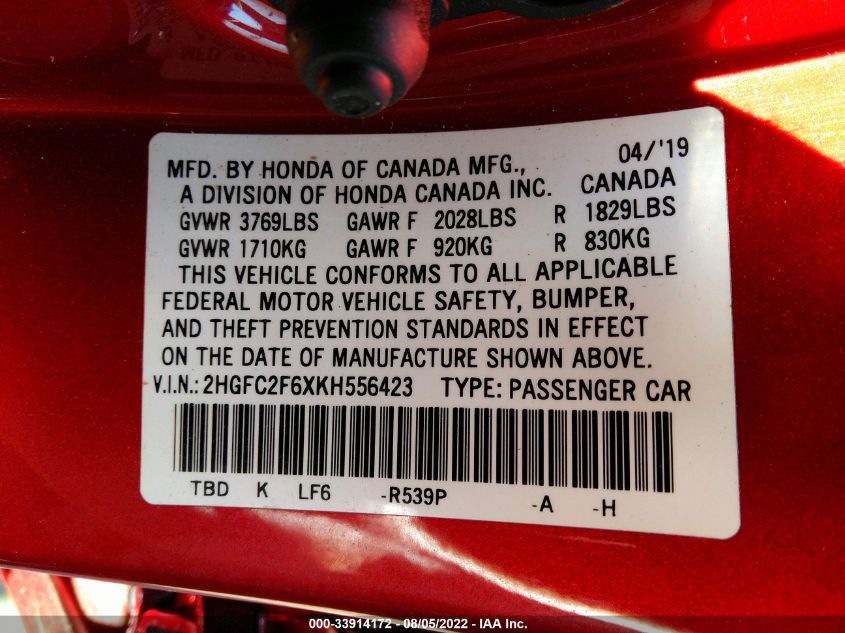 MFD. BY HONDA OF CANADA MFG., 04/'19
A DIVISION OF HONDA CANADA INC. CANADA
GVWR 3769LBS GAWR F 2028LBS R 1829LBS
GVWR 1710KG GAWR F 920KG R 830KG
THIS VEHICLE CONFORMS TO ALL APPLICABLE
FEDERAL MOTOR VEHICLE SAFETY, BUMPER,
AND THEFT PREVENTION STANDARDS IN EFFECT
ON THE DATE OF MANUFACTURE SHOWN ABOVE.
V.I.N.: 2HGFC2F6XKH556423 TYPE: PASSENGER CAR
TBD K LF6 -R539P -A -H
000-33914172 - 08/05/2022 - IAA Inc.